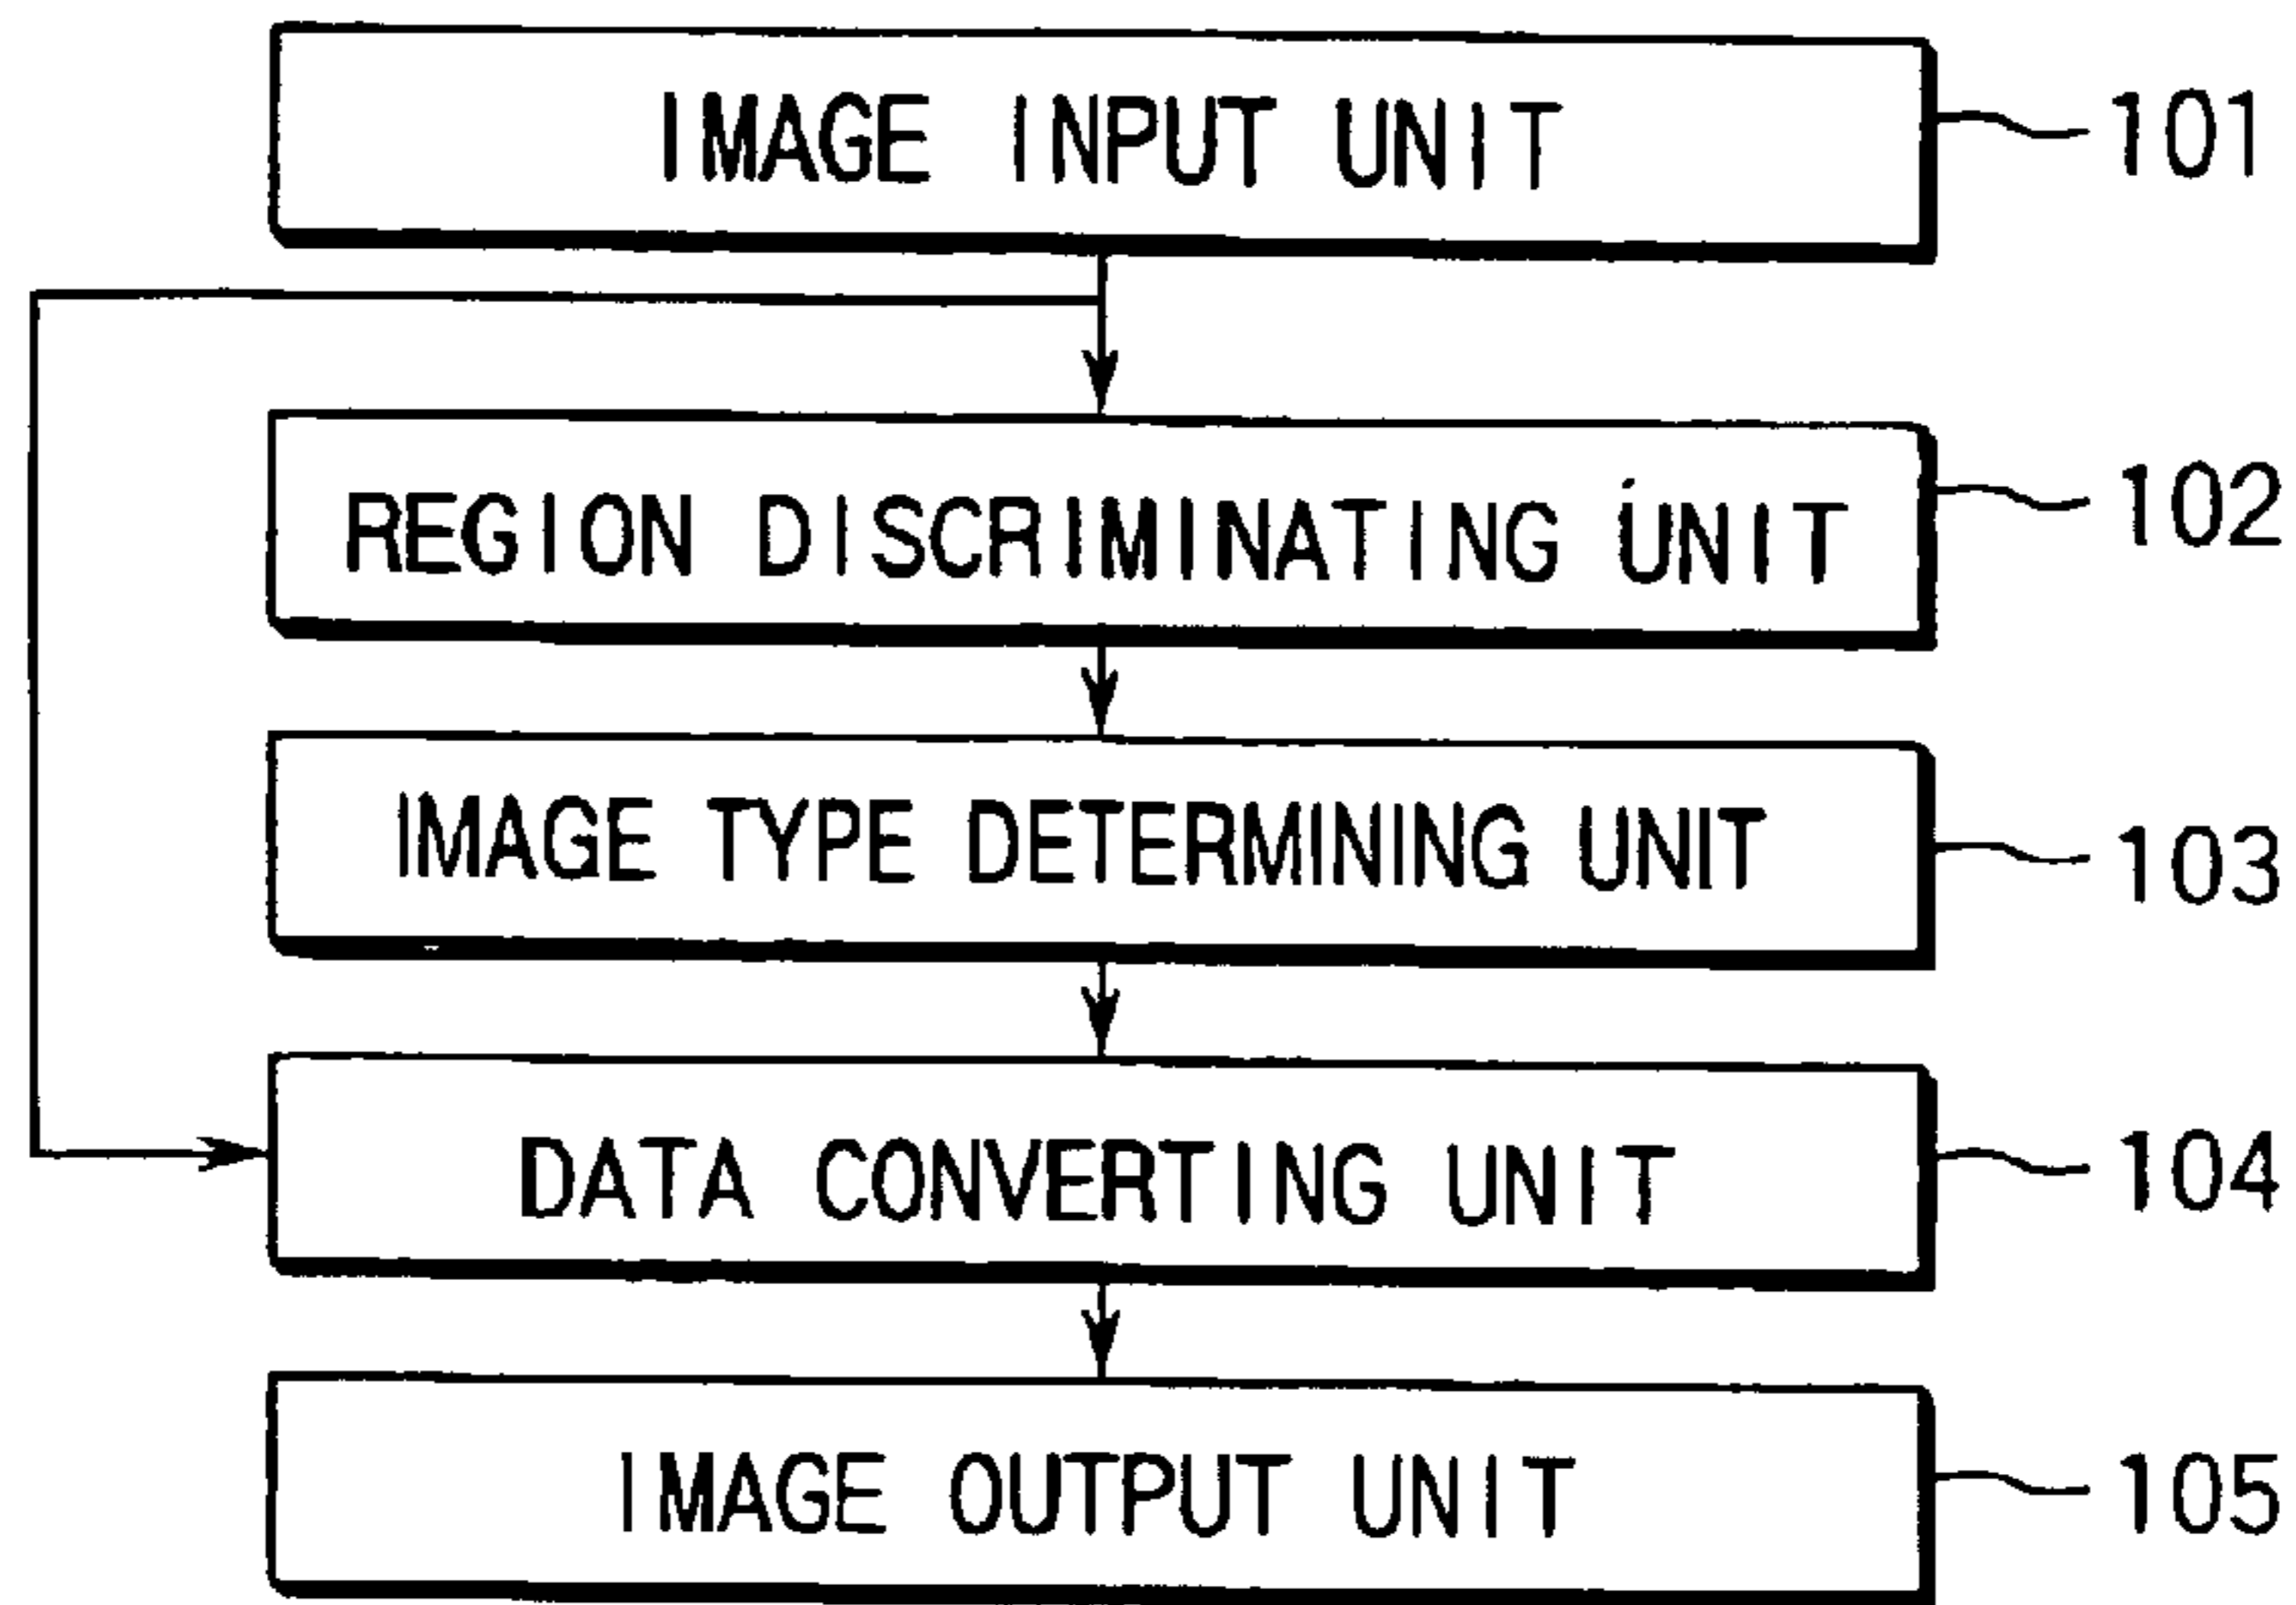 IMAGE INPUT UNIT 101
REGION DISCRIMINATING UNIT 102
IMAGE TYPE DETERMINING UNIT 103
DATA CONVERTING UNIT 104
IMAGE OUTPUT UNIT 105